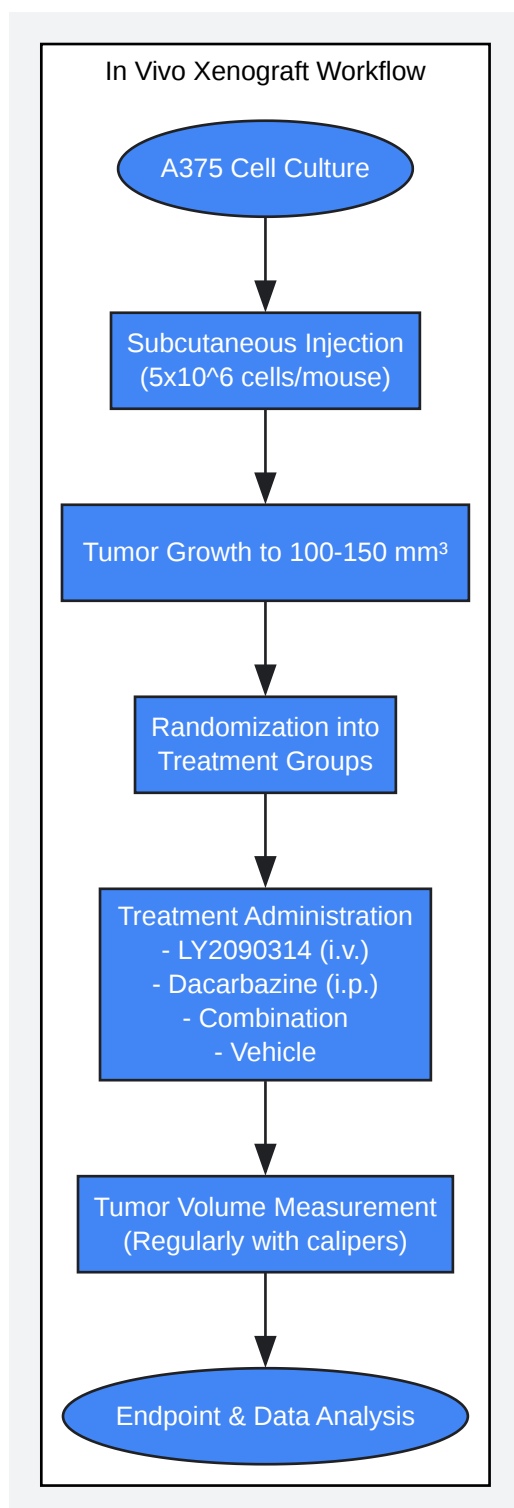 In Vivo Xenograft Workflow
A375 Cell Culture
Subcutaneous Injection
(5x10^6 cells/mouse)
Tumor Growth to 100-150 mm³
Randomization into
Treatment Groups
Treatment Administration
- LY2090314 (i.v.)
- Dacarbazine (i.p.)
- Combination
- Vehicle
Tumor Volume Measurement
(Regularly with calipers)
Endpoint & Data Analysis